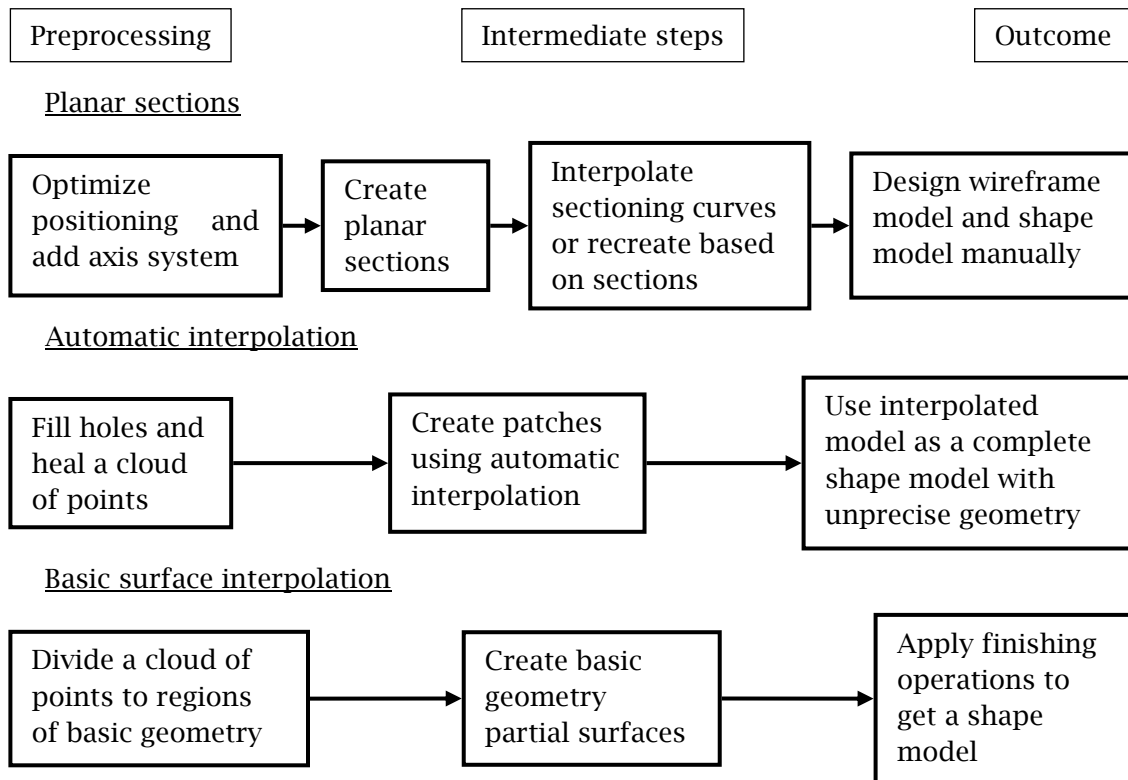 Preprocessing
Intermediate steps
Outcome
Planar sections
Optimize
positioning and
add axis system
Create
planar
sections
Interpolate
sectioning curves
or recreate based
on sections
Design wireframe
model and shape
model manually
Automatic interpolation
Fill holes and
heal a cloud
of points
Create patches
using automatic
interpolation
Use interpolated
model as a complete
shape model with
unprecise geometry
Basic surface interpolation
Divide a cloud of
points to regions
of basic geometry
Create basic
geometry
partial surfaces
Apply finishing
operations to
get a shape
model